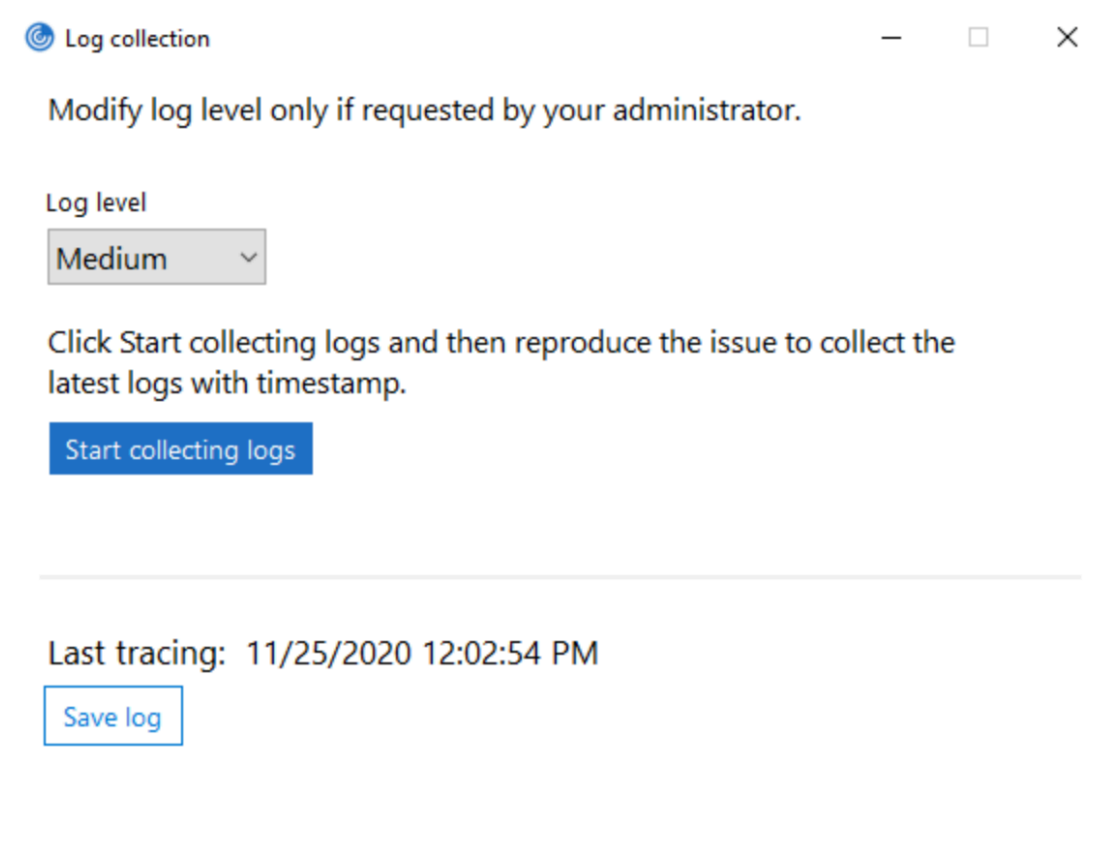 Log collection
Modify log level only if requested by your administrator.
Log level
Medium
Click Start collecting logs and then reproduce the issue to collect the
latest logs with timestamp.
Start collecting logs
Last tracing: 11/25/2020 12:02:54 PM
Save log